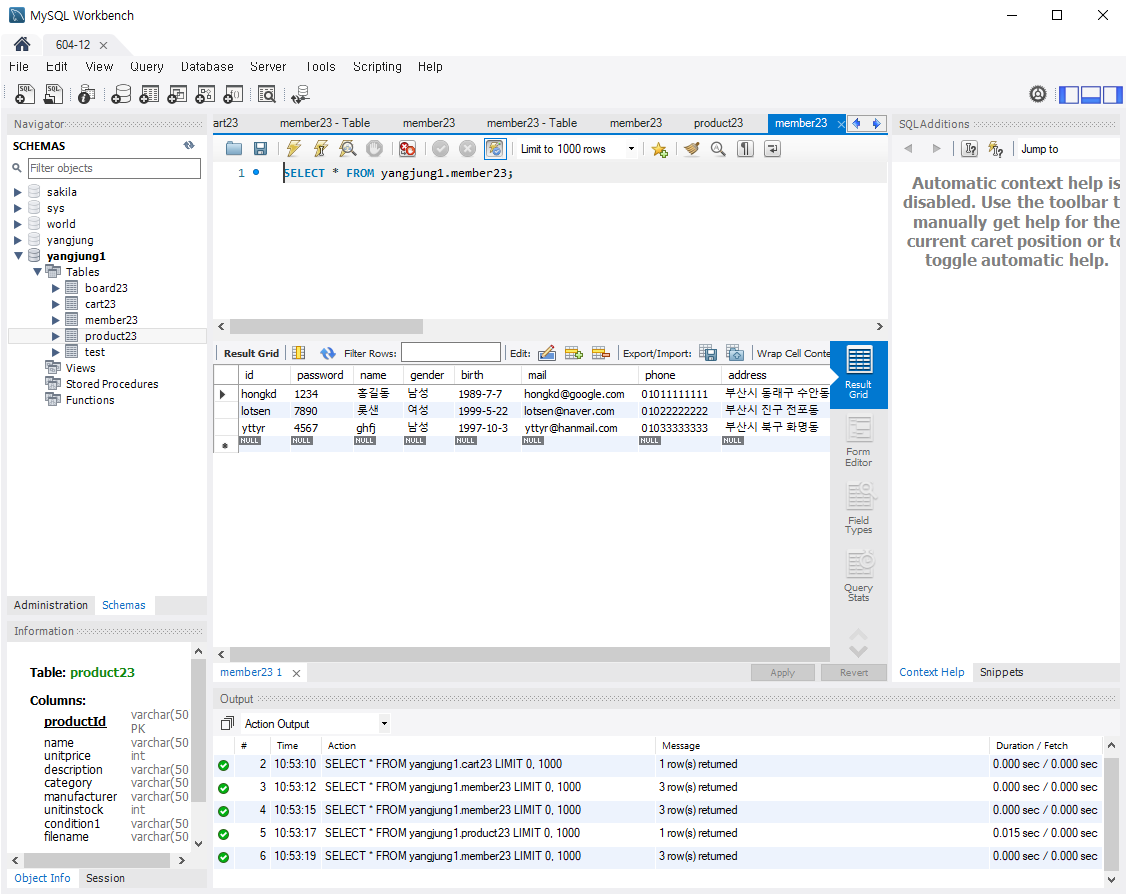 MySQL Workbench
604-12
File Edit View Query Database Server Tools Scripting Help
Navigator
SCHEMAS
Filter objects
sakila
sys
world
yangjung
yangjung1
Tables
board23
cart23
member23
product23
test
Views
Stored Procedures
Functions
Administration Schemas
Information
Table: product23
Columns:
productId varchar(50
PK
name varchar(50
unitprice int
description varchar(50
category varchar(50
manufacturer varchar(50
unitinstock int
condition1 varchar(50
filename varchar(50
Object Info Session
art23 member23 - Table member23 member23 - Table member23 product23 member23
Limit to 1000 rows
1 SELECT * FROM yangjung1.member23;
Result Grid Filter Rows: Edit: Export/Import: Wrap Cell Conte
id password name gender birth mail phone address
hongkd 1234 홍길동 남성 1989-7-7 hongkd@google.com 01011111111 부산시 동래구 수안동
lotsen 7890 롯샌 여성 1999-5-22 lotsen@naver.com 01022222222 부산시 진구 전포동
yttyr 4567 ghfj 남성 1997-10-3 yttyr@hanmail.com 01033333333 부산시 북구 화명동
NULL NULL NULL NULL NULL NULL NULL NULL
Result
Grid
Form
Editor
Field
Types
Query
Stats
member23 1 Apply Revert
SQLAdditions
Jump to
Automatic context help is
disabled. Use the toolbar t
manually get help for the
current caret position or to
toggle automatic help.
Context Help Snippets
Output
Action Output
# Time Action Message Duration / Fetch
2 10:53:10 SELECT * FROM yangjung1.cart23 LIMIT 0, 1000 1 row(s) returned 0.000 sec / 0.000 sec
3 10:53:12 SELECT * FROM yangjung1.member23 LIMIT 0, 1000 3 row(s) returned 0.000 sec / 0.000 sec
4 10:53:15 SELECT * FROM yangjung1.member23 LIMIT 0, 1000 3 row(s) returned 0.000 sec / 0.000 sec
5 10:53:17 SELECT * FROM yangjung1.product23 LIMIT 0, 1000 1 row(s) returned 0.015 sec / 0.000 sec
6 10:53:19 SELECT * FROM yangjung1.member23 LIMIT 0, 1000 3 row(s) returned 0.000 sec / 0.000 sec